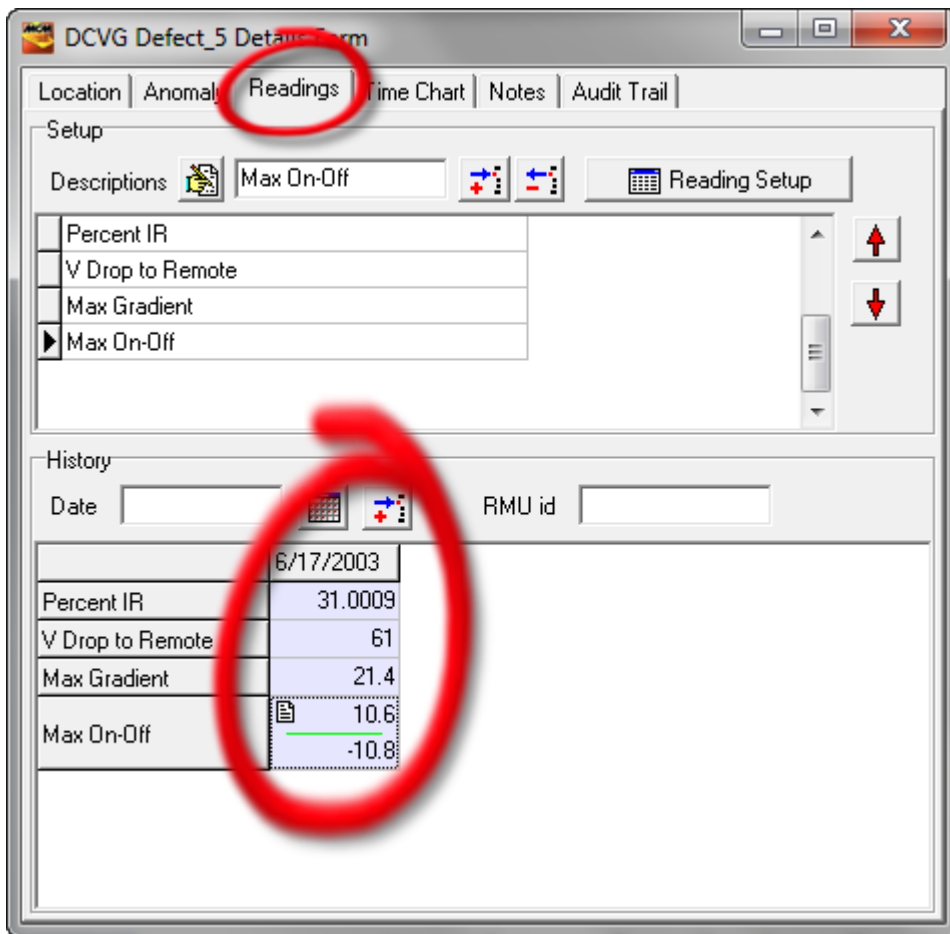 DCVG Defect_5 Details Form
Location Anomaly Readings Time Chart Notes Audit Trail
Setup
Descriptions Max On-Off Reading Setup
Percent IR
V Drop to Remote
Max Gradient
Max On-Off
History
Date RMU id
6/17/2003
Percent IR 31.0009
V Drop to Remote 61
Max Gradient 21.4
Max On-Off 10.6
-10.8